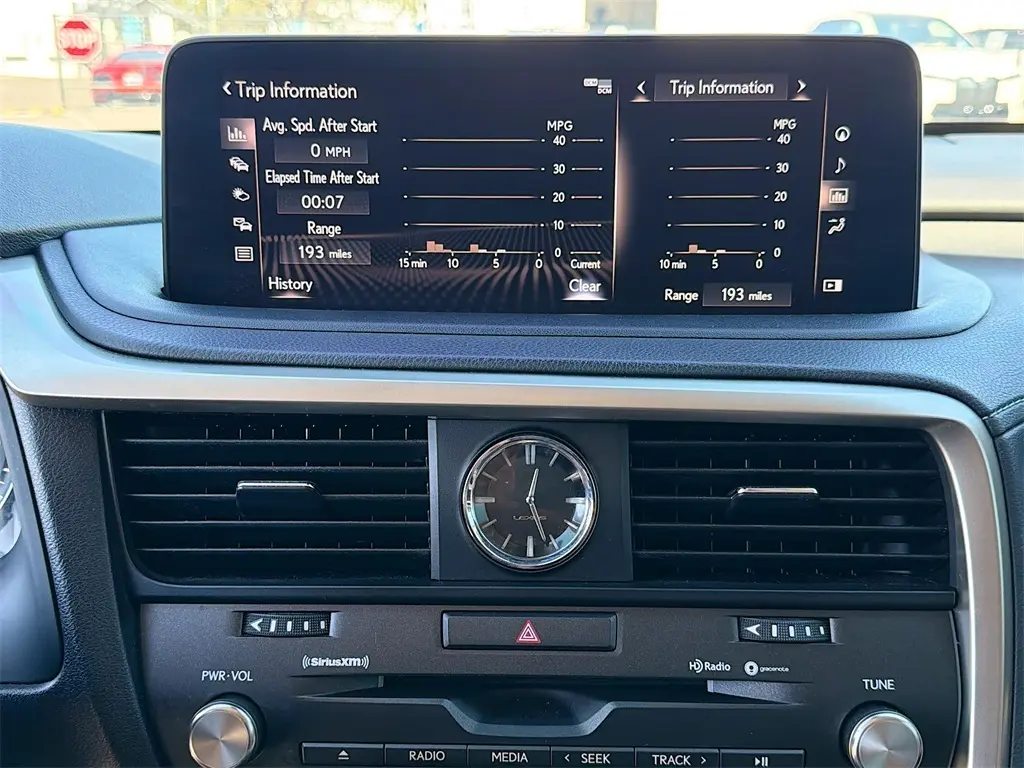 STOP
Trip Information
DCM
DCM
Trip Information
Avg. Spd. After Start
0 MPH
Elapsed Time After Start
00:07
Range
193 miles
History
MPG
40
30
20
10
0
15 min 10 5 0 Current
Clear
MPG
40
30
20
10
0
10 min 5 0
Range 193 miles
LEXUS
SiriusXM
HD Radio gracenote
PWR·VOL
TUNE
RADIO MEDIA < SEEK TRACK >